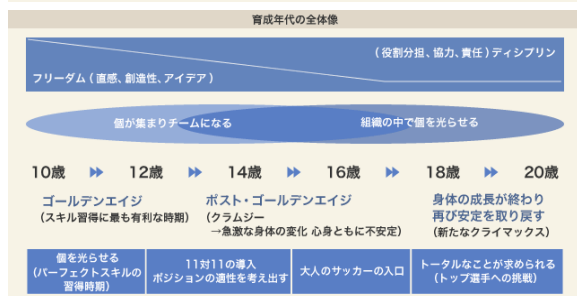 育成年代の全体像
(役割分担、協力、責任)ディシプリン
フリーダム(直感、創造性、アイデア)
個が集まりチームになる
組織の中で個を光らせる
10歳 12歳 14歳 16歳 18歳 20歳
ゴールデンエイジ
(スキル習得に最も有利な時期)
ポスト・ゴールデンエイジ
(クラムジー
→急激な身体の変化 心身ともに不安定)
身体の成長が終わり
再び安定を取り戻す
(新たなクライマックス)
個を光らせる
(パーフェクトスキルの
習得時期)
11対11の導入
ポジションの適性を考え出す
大人のサッカーの入口
トータルなことが求められる
(トップ選手への挑戦)